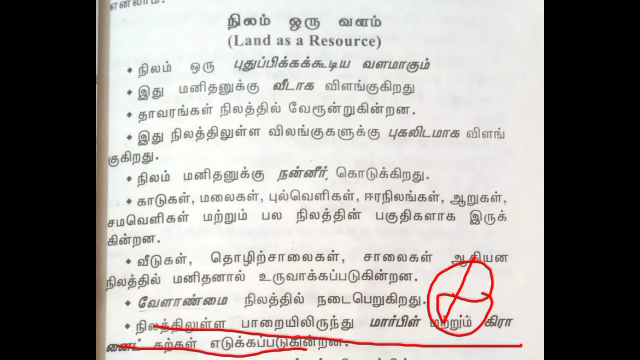 என்லாம்.
நிலம் ஒரு வளம்
(Land as a Resource)
• நிலம் ஒரு புதுப்பிக்கக்கூடிய வளமாகும்
• இது மனிதனுக்கு வீடாக விளங்குகிறது
• தாவரங்கள் நிலத்தில் வேரூன்றுகின்றன.
• இது நிலத்திலுள்ள விலங்குகளுக்கு புகலிடமாக விளங்
குகிறது.
• நிலம் மனிதனுக்கு நன்னீர் கொடுக்கிறது.
• காடுகள், மலைகள், புல்வெளிகள், ஈரநிலங்கள், ஆறுகள்,
சமவெளிகள் மற்றும் பல நிலத்தின் பகுதிகளாக இருக்
கின்றன.
• வீடுகள், தொழிற்சாலைகள், சாலைகள் ஆகியன
நிலத்தில் மனிதனால் உருவாக்கப்படுகின்றன.
• வேளாண்மை நிலத்தில் நடைபெறுகிறது.
• நிலத்திலுள்ள பாறையிலிருந்து மார்பிள் மற்றும் கிரா
னைட் கற்கள் எடுக்கப்படுகின்றன.